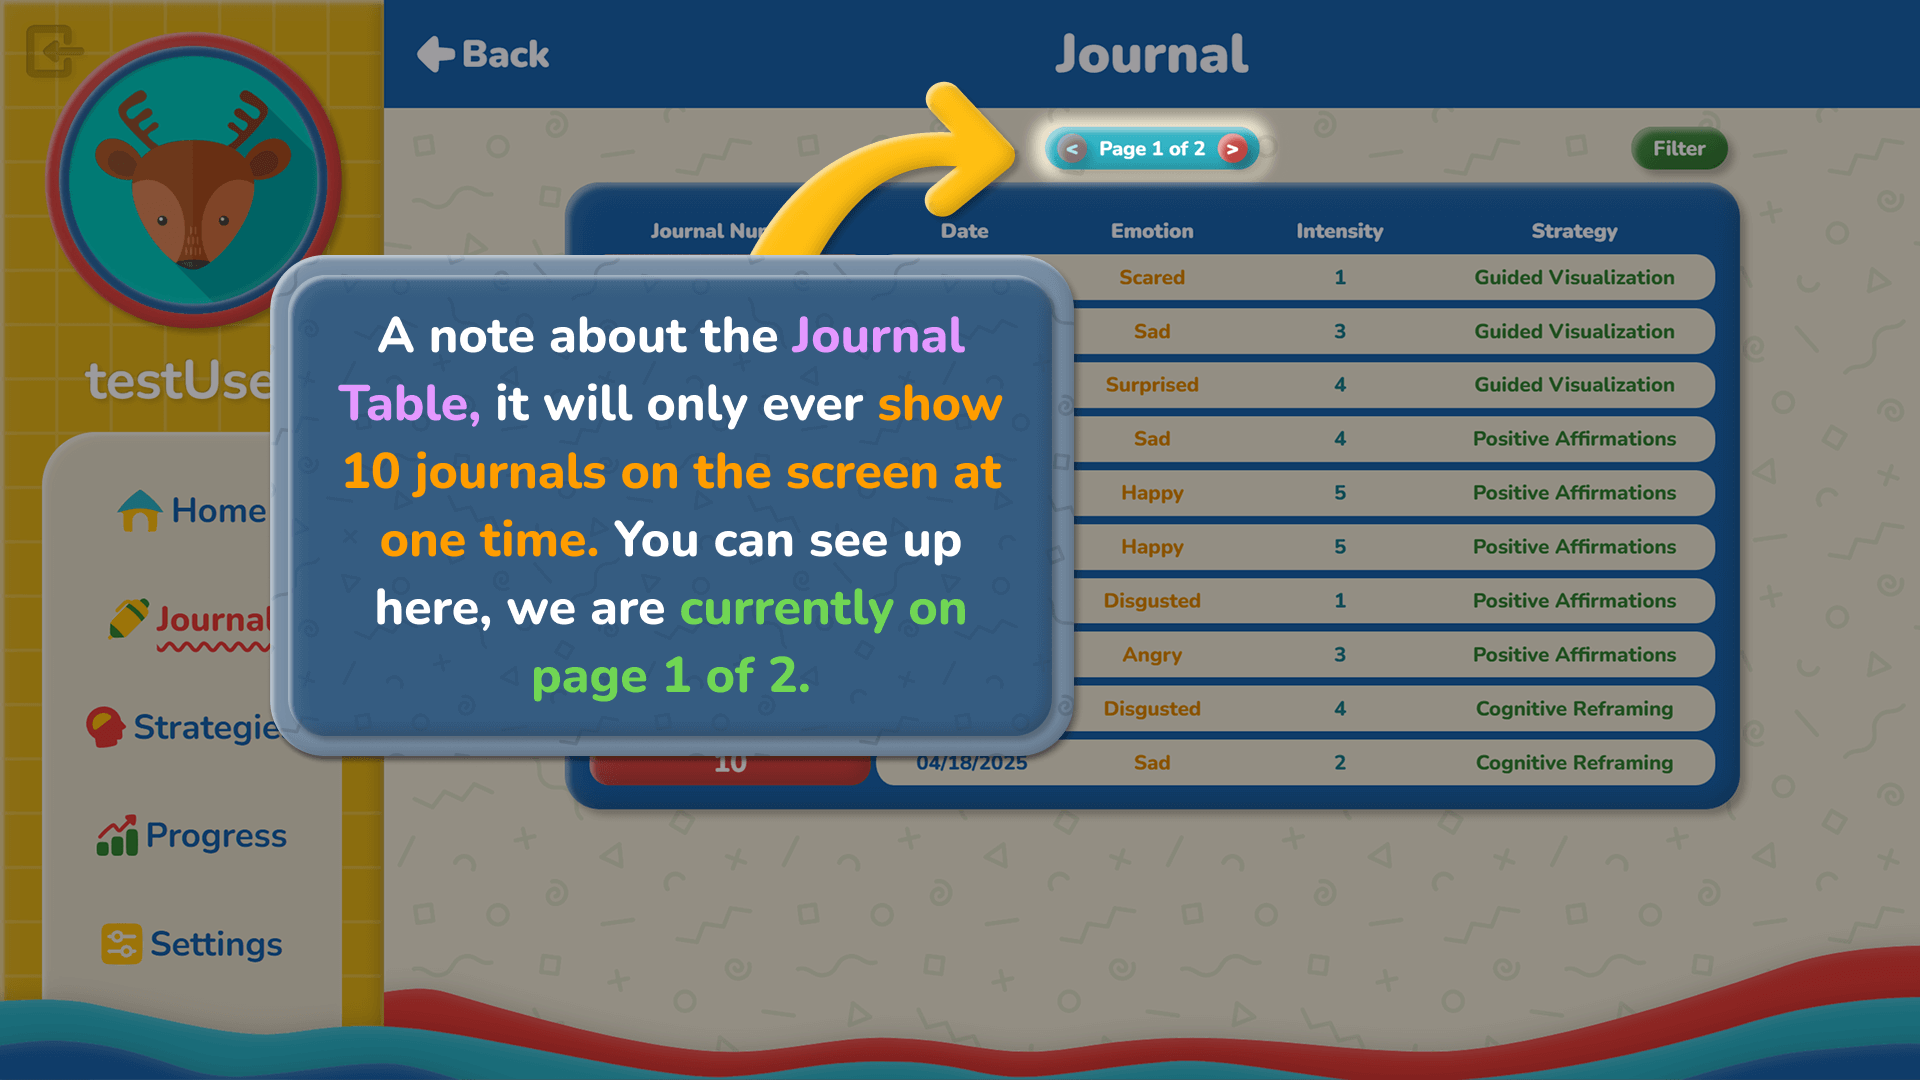 Back
Journal
< Page 1 of 2 >
Filter
testUse
Home
Journal
Strategie
Progress
Settings
Date Emotion Intensity Strategy
Scared 1 Guided Visualization
Sad 3 Guided Visualization
Surprised 4 Guided Visualization
Sad 4 Positive Affirmations
Happy 5 Positive Affirmations
Happy 5 Positive Affirmations
Disgusted 1 Positive Affirmations
Angry 3 Positive Affirmations
Disgusted 4 Cognitive Reframing
10 04/18/2025 Sad 2 Cognitive Reframing
A note about the Journal
Table, it will only ever show
10 journals on the screen at
one time. You can see up
here, we are currently on
page 1 of 2.